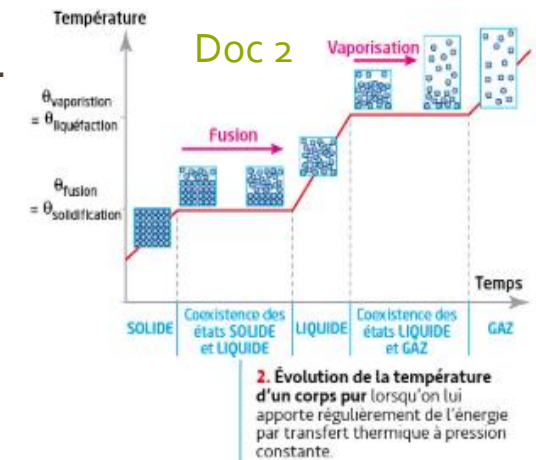 Température
Doc 2
Vaporisation
θvaporistion
= θliquéfaction
Fusion
θfusion
= θsolidification
Temps
SOLIDE
Coexistence des
états SOLIDE
et LIQUIDE
LIQUIDE
Coexistence des
états LIQUIDE
et GAZ
GAZ
2. Évolution de la température
d'un corps pur lorsqu'on lui
apporte régulièrement de l'énergie
par transfert thermique à pression
constante.